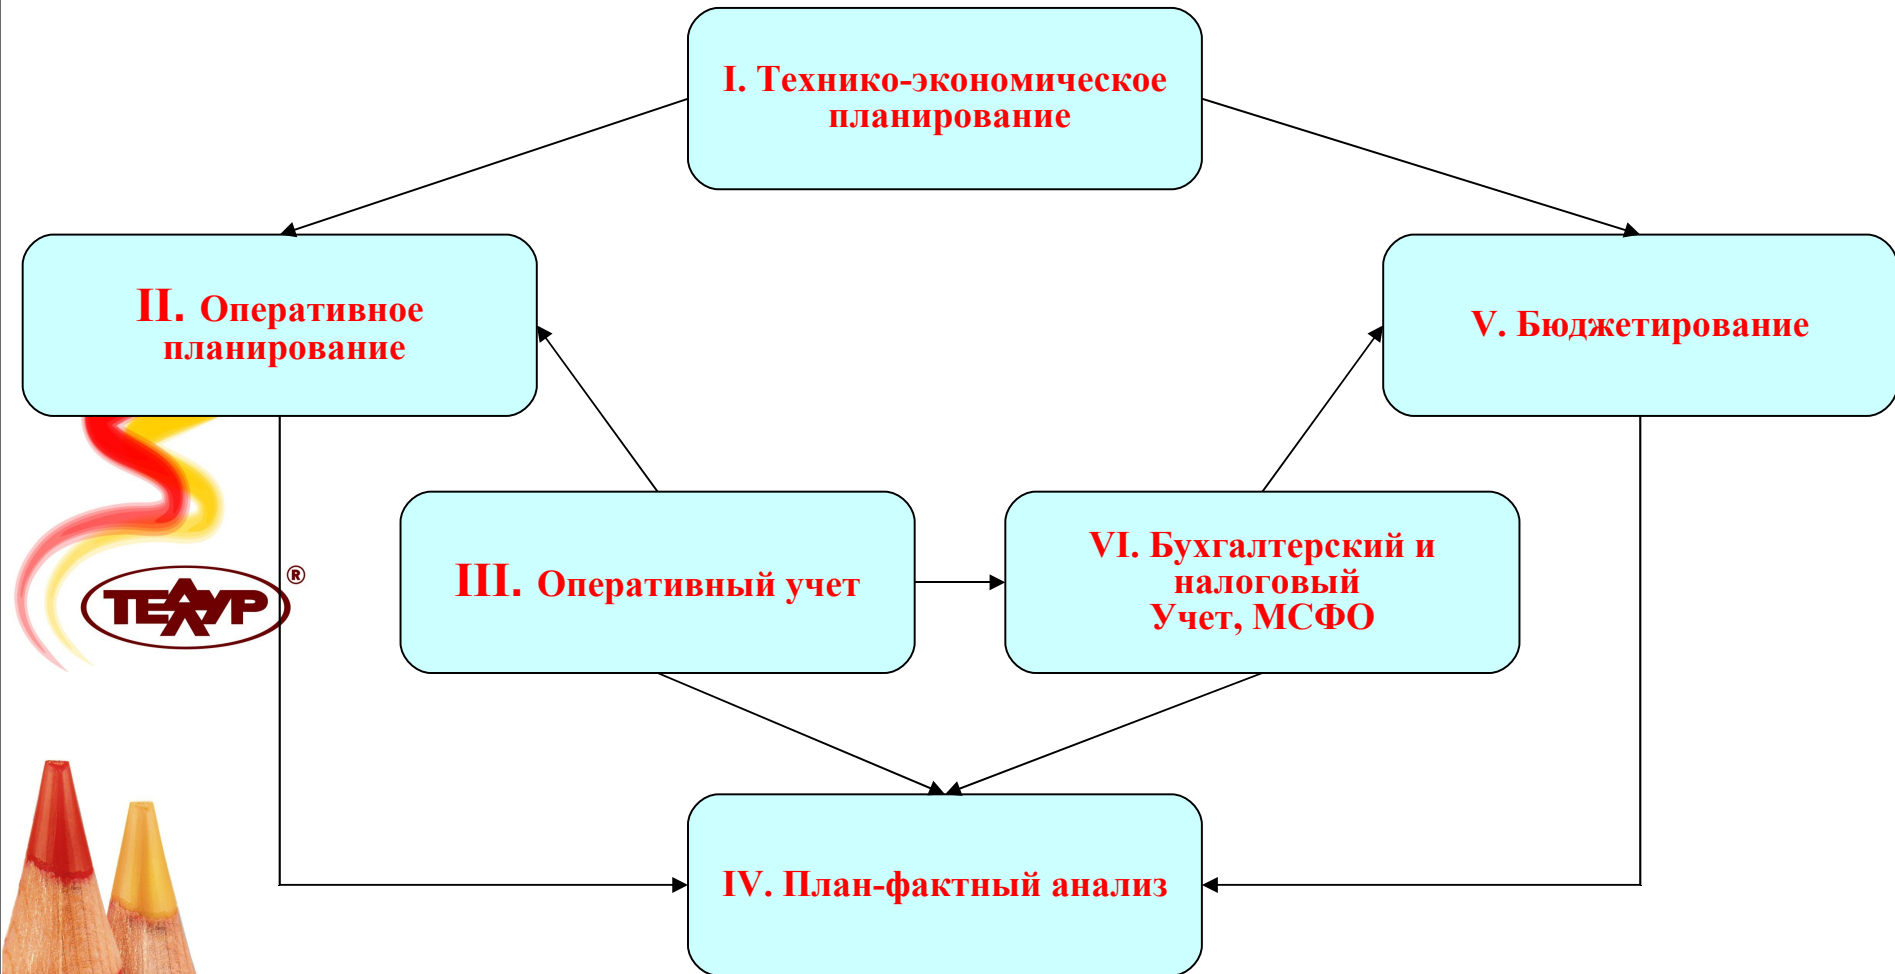 I. Технико-экономическое
планирование
II. Оперативное
планирование
V. Бюджетирование
III. Оперативный учет
VI. Бухгалтерский и
налоговый
Учет, МСФО
ТЕЛЛУР ®
IV. План-фактный анализ